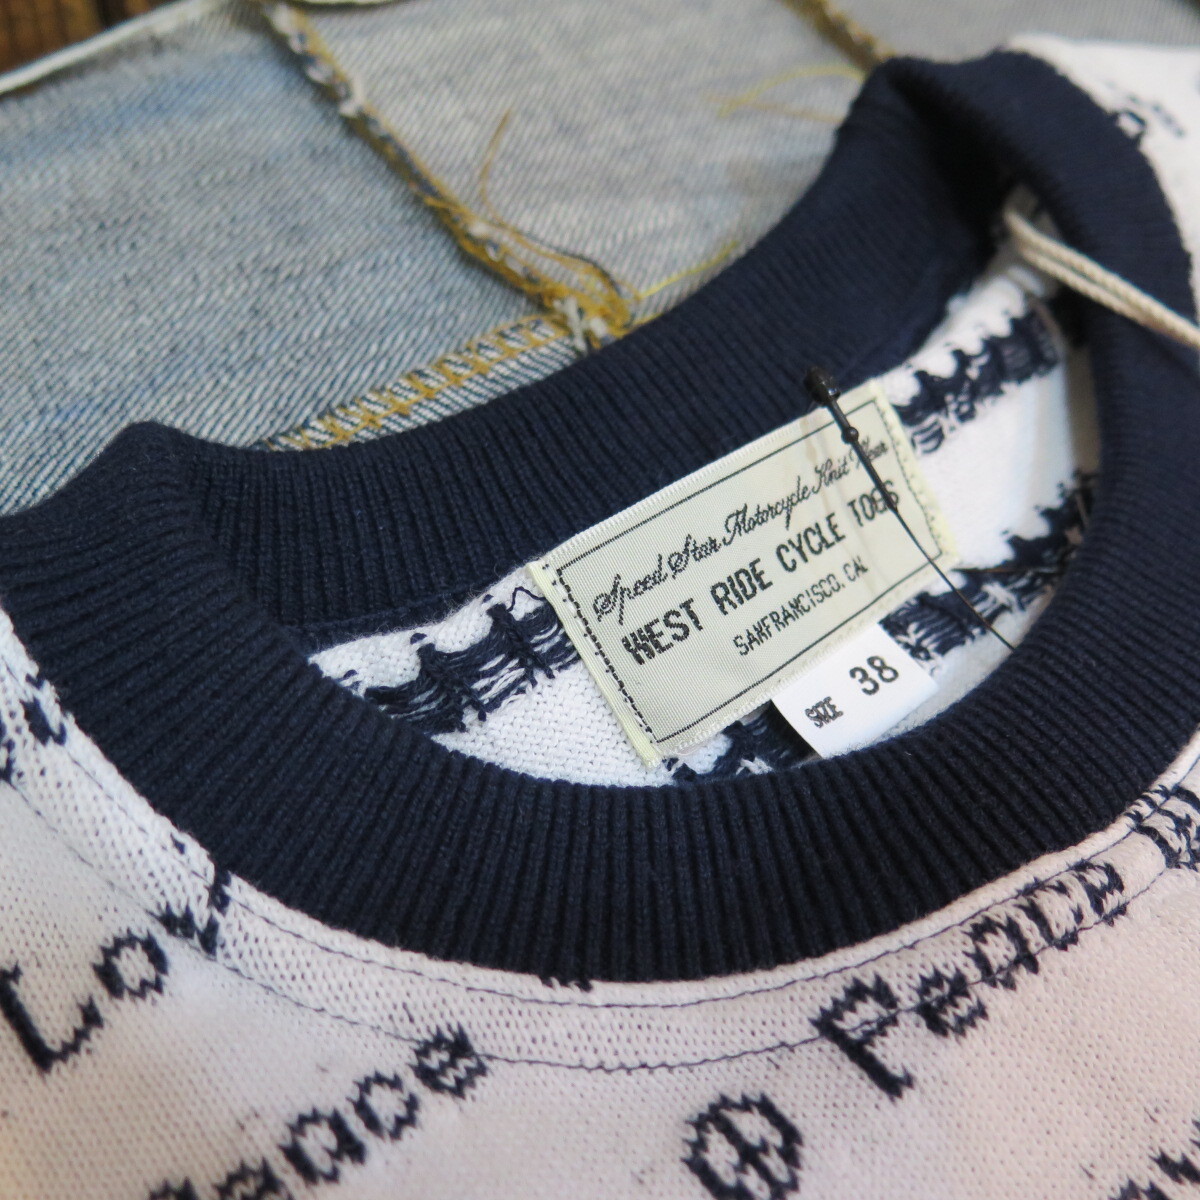 Speed Star Motorcycle Knit Wear
WEST RIDE CYCLE TOGS
SANFRANCISCO. CAL
SIZE 38
Love
Peace
Peace